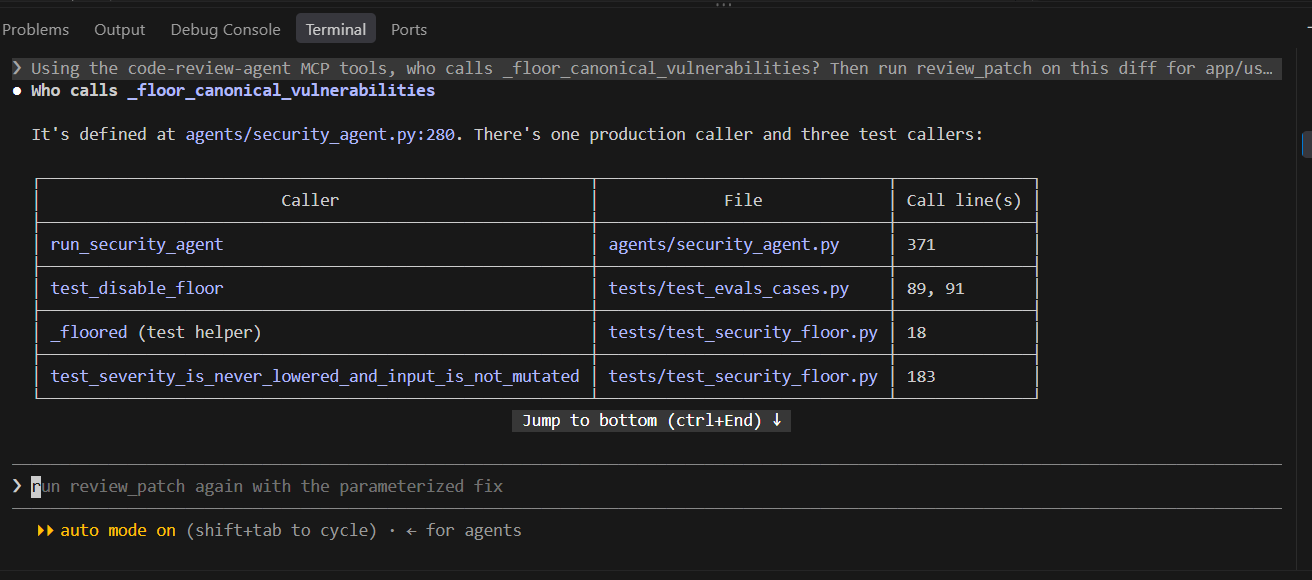 Problems Output Debug Console Terminal Ports
❯ Using the code-review-agent MCP tools, who calls _floor_canonical_vulnerabilities? Then run review_patch on this diff for app/us…
● Who calls _floor_canonical_vulnerabilities
It's defined at agents/security_agent.py:280. There's one production caller and three test callers:
Caller File Call line(s)
run_security_agent agents/security_agent.py 371
test_disable_floor tests/test_evals_cases.py 89, 91
_floored (test helper) tests/test_security_floor.py 18
test_severity_is_never_lowered_and_input_is_not_mutated tests/test_security_floor.py 183
Jump to bottom (ctrl+End) ↓
❯ run review_patch again with the parameterized fix
⏵⏵ auto mode on (shift+tab to cycle) · ← for agents